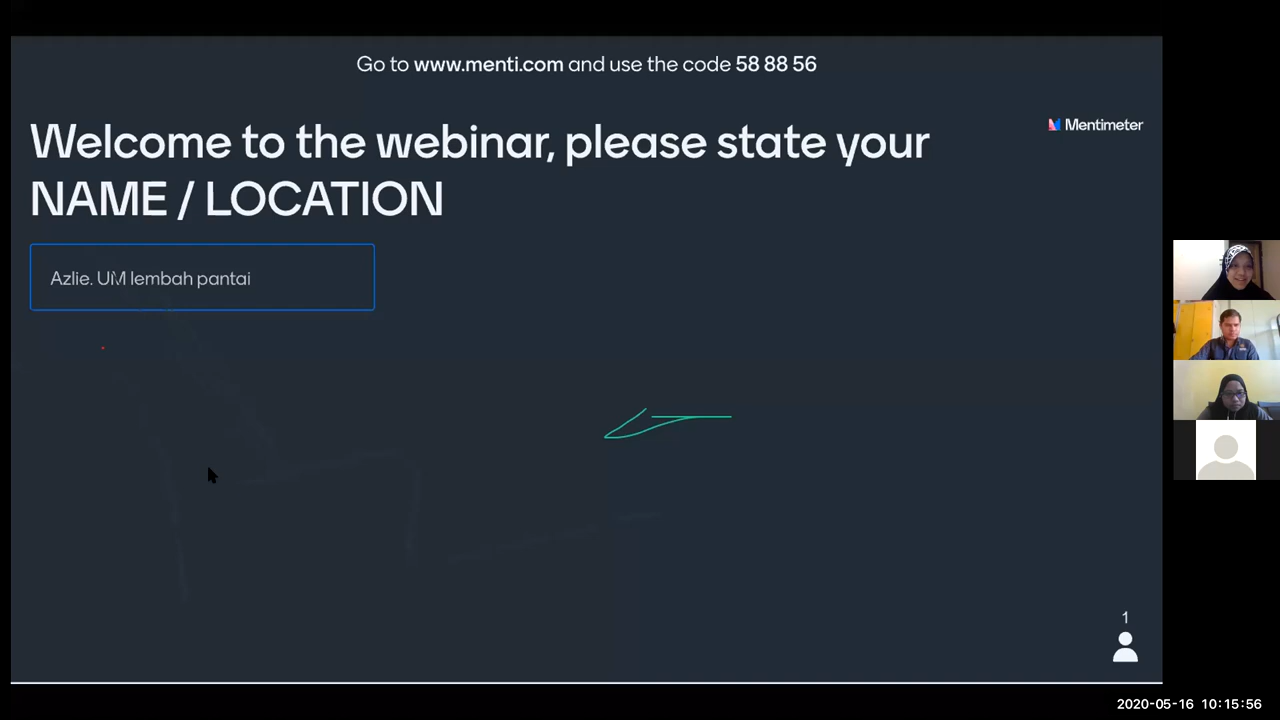 Go to www.menti.com and use the code 58 88 56
Mentimeter
Welcome to the webinar, please state your
NAME / LOCATION
Azlie. UM lembah pantai
1
2020-05-16 10:15:56